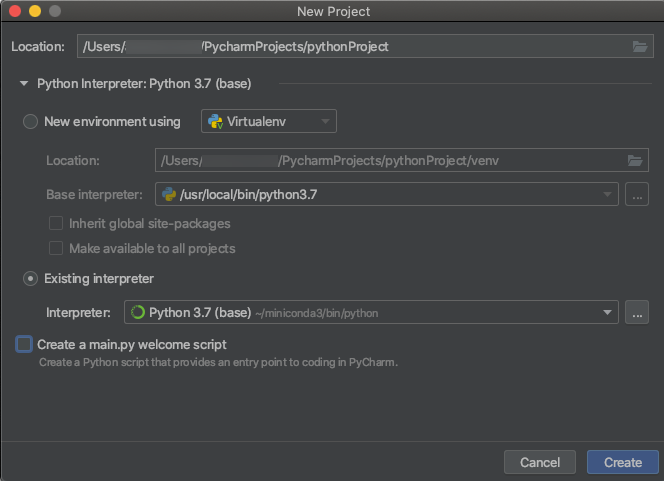 New Project
Location: /Users/ /PycharmProjects/pythonProject
Python Interpreter: Python 3.7 (base)
New environment using Virtualenv
Location: /Users/ /PycharmProjects/pythonProject/venv
Base interpreter: /usr/local/bin/python3.7 ...
Inherit global site-packages
Make available to all projects
Existing interpreter
Interpreter: Python 3.7 (base) ~/miniconda3/bin/python ...
Create a main.py welcome script
Create a Python script that provides an entry point to coding in PyCharm.
Cancel Create